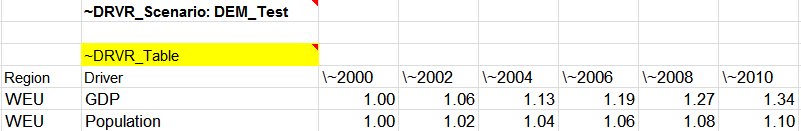 ~DRVR_Scenario: DEM_Test
~DRVR_Table
Region Driver \~2000 \~2002 \~2004 \~2006 \~2008 \~2010
WEU GDP 1.00 1.06 1.13 1.19 1.27 1.34
WEU Population 1.00 1.02 1.04 1.06 1.08 1.10